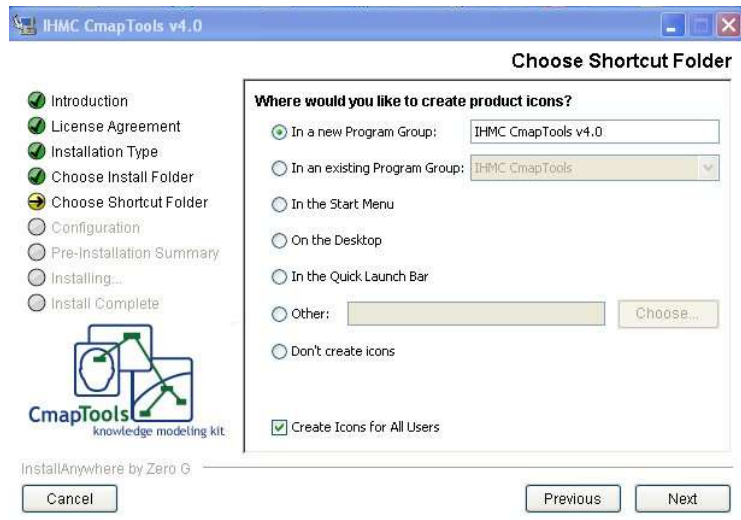 IHMC CmapTools v4.0
Choose Shortcut Folder
Introduction
License Agreement
Installation Type
Choose Install Folder
Choose Shortcut Folder
Configuration
Pre-Installation Summary
Installing...
Install Complete
CmapTools
knowledge modeling kit
Where would you like to create product icons?
In a new Program Group: IHMC CmapTools v4.0
In an existing Program Group: IHMC CmapTools
In the Start Menu
On the Desktop
In the Quick Launch Bar
Other: Choose...
Don't create icons
Create Icons for All Users
InstallAnywhere by Zero G
Cancel Previous Next